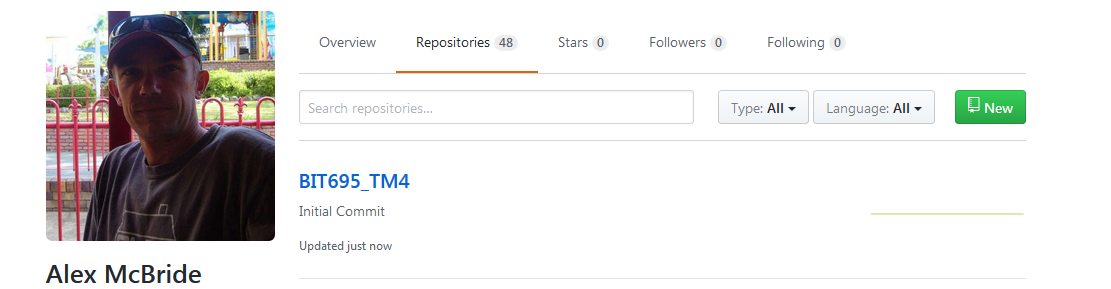 Overview Repositories 48 Stars 0 Followers 0 Following 0
Search repositories...
Type: All Language: All New
BIT695_TM4
Initial Commit
Updated just now
Alex McBride